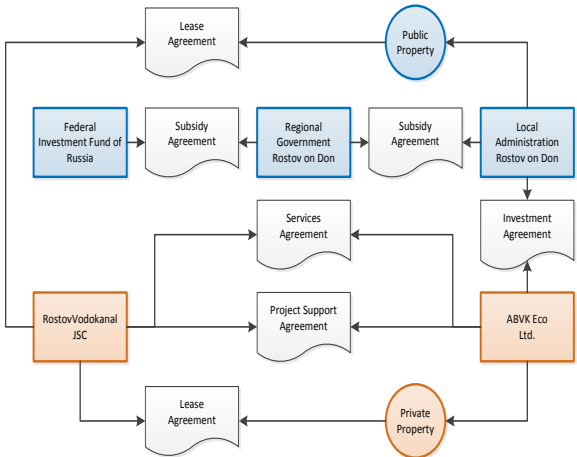 Lease
Agreement
Public
Property
Federal
Investment Fund of
Russia
Subsidy
Agreement
Regional
Government
Rostov on Don
Subsidy
Agreement
Local
Administration
Rostov on Don
Services
Agreement
Investment
Agreement
RostovVodokanal
JSC
Project Support
Agreement
ABVK Eco
Ltd.
Lease
Agreement
Private
Property